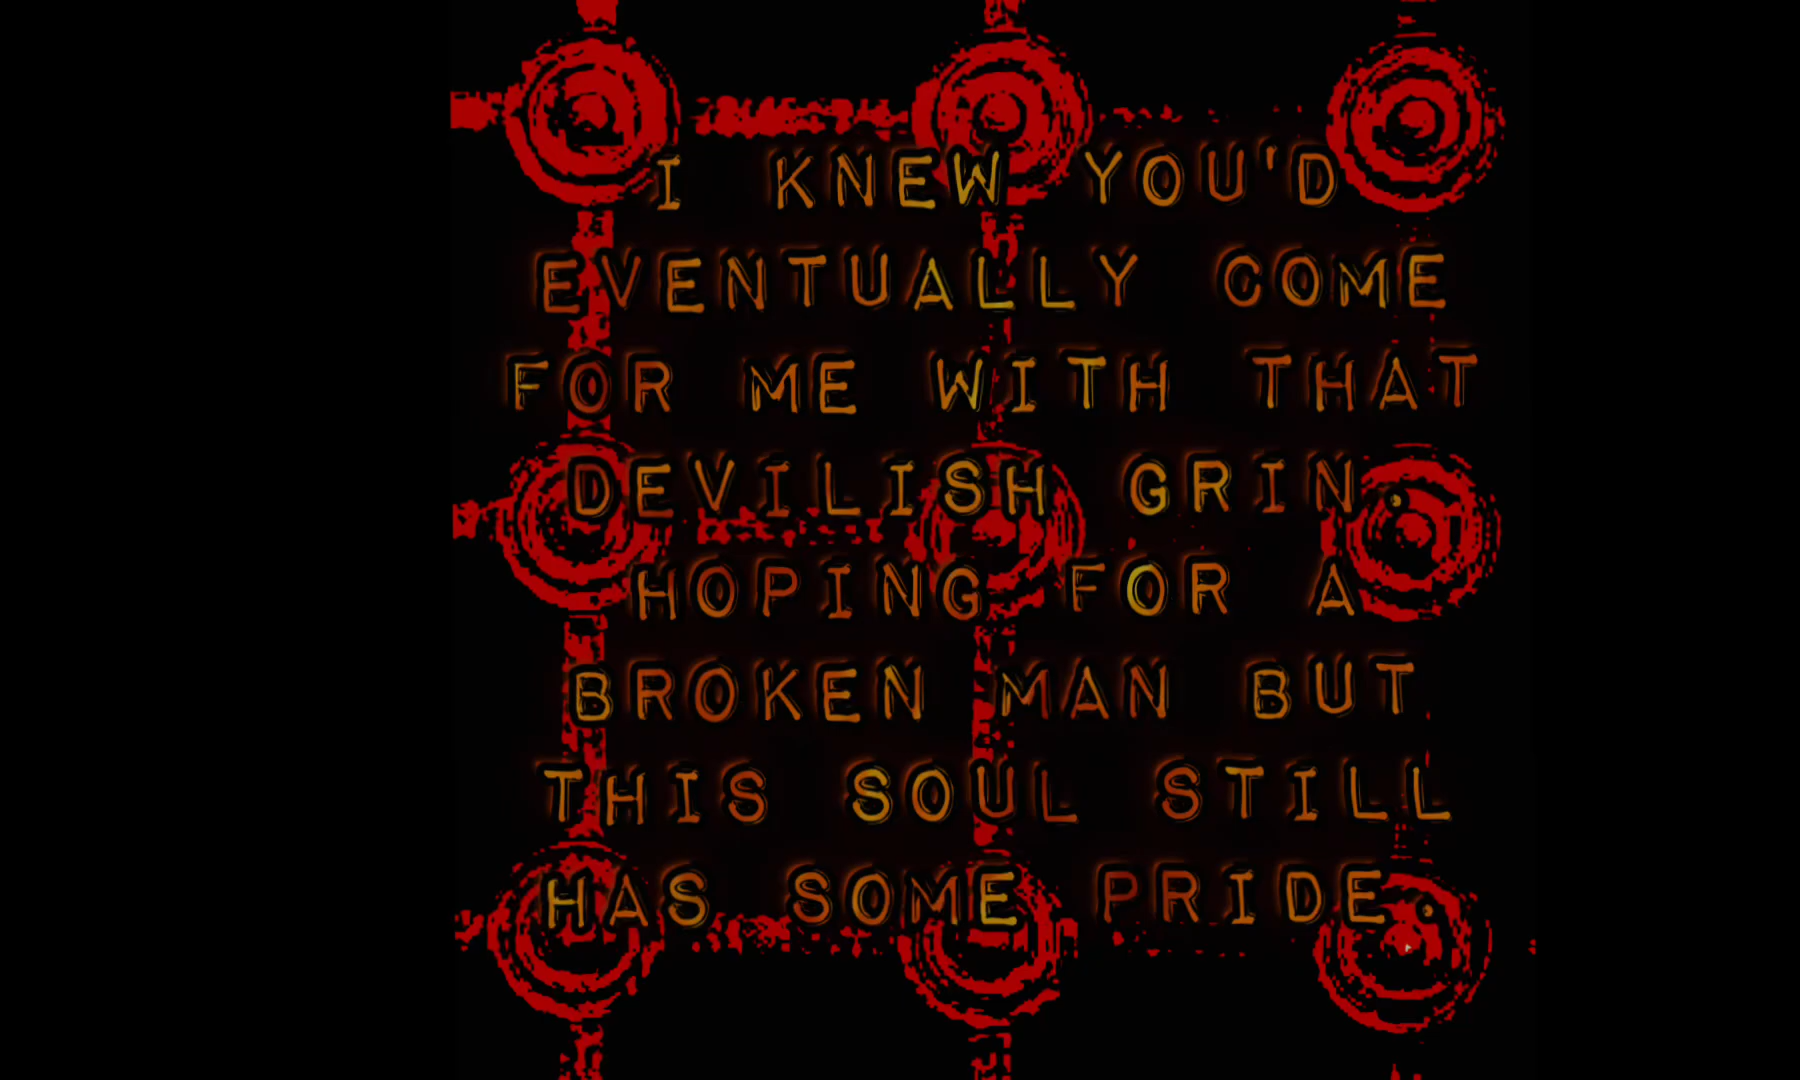 I KNEW YOU'D
EVENTUALLY COME
FOR ME WITH THAT
DEVILISH GRIN.
HOPING FOR A
BROKEN MAN BUT
THIS SOUL STILL
HAS SOME PRIDE.